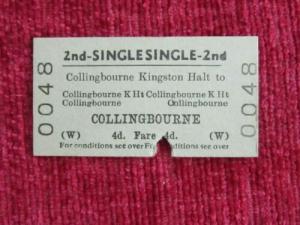 2nd-SINGLE SINGLE-2nd
Collingbourne Kingston Halt to
Collingbourne K Ht Collingbourne K Ht
Collingbourne Collingbourne
COLLINGBOURNE
(W) 4d. Fare 4d. (W)
For conditions see over For conditions see over
0048
0048